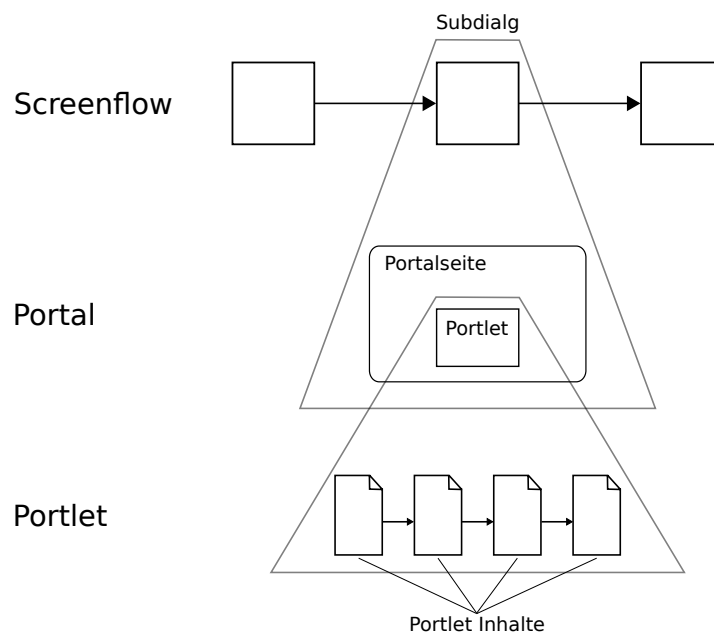 Subdialg
Screenflow
Portalseite
Portal
Portlet
Portlet
Portlet Inhalte